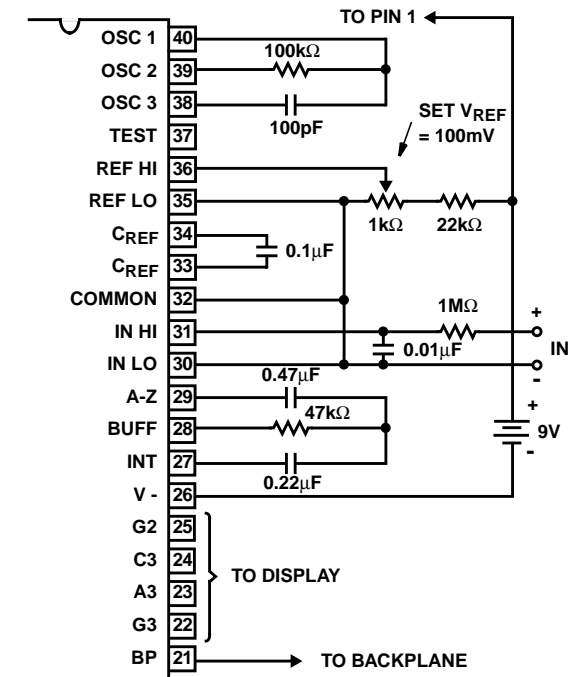 TO PIN 1
OSC 1 40
100kΩ
OSC 2 39
OSC 3 38
100pF
SET VREF
= 100mV
TEST 37
REF HI 36
REF LO 35
1kΩ 22kΩ
CREF 34
0.1μF
CREF 33
COMMON 32
1MΩ
+
IN HI 31
0.01μF
IN
IN LO 30
-
0.47μF
A-Z 29
+
47kΩ
BUFF 28
9V
-
INT 27
0.22μF
V - 26
G2 25
C3 24
TO DISPLAY
A3 23
G3 22
BP 21
TO BACKPLANE